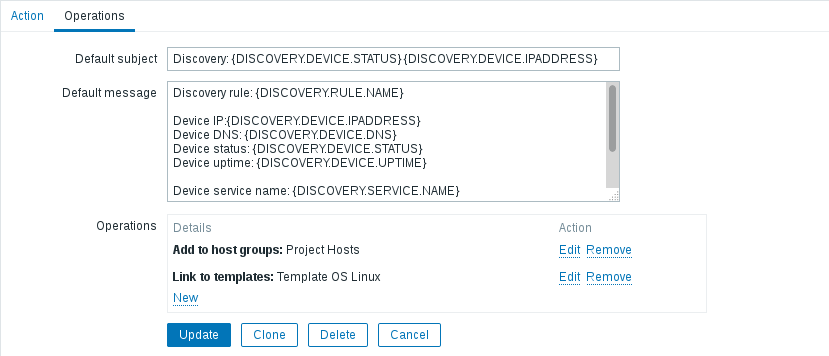 Action Operations
Default subject Discovery: {DISCOVERY.DEVICE.STATUS} {DISCOVERY.DEVICE.IPADDRESS}
Default message Discovery rule: {DISCOVERY.RULE.NAME}
Device IP:{DISCOVERY.DEVICE.IPADDRESS}
Device DNS: {DISCOVERY.DEVICE.DNS}
Device status: {DISCOVERY.DEVICE.STATUS}
Device uptime: {DISCOVERY.DEVICE.UPTIME}
Device service name: {DISCOVERY.SERVICE.NAME}
Operations Details Action
Add to host groups: Project Hosts Edit Remove
Link to templates: Template OS Linux Edit Remove
New
Update Clone Delete Cancel